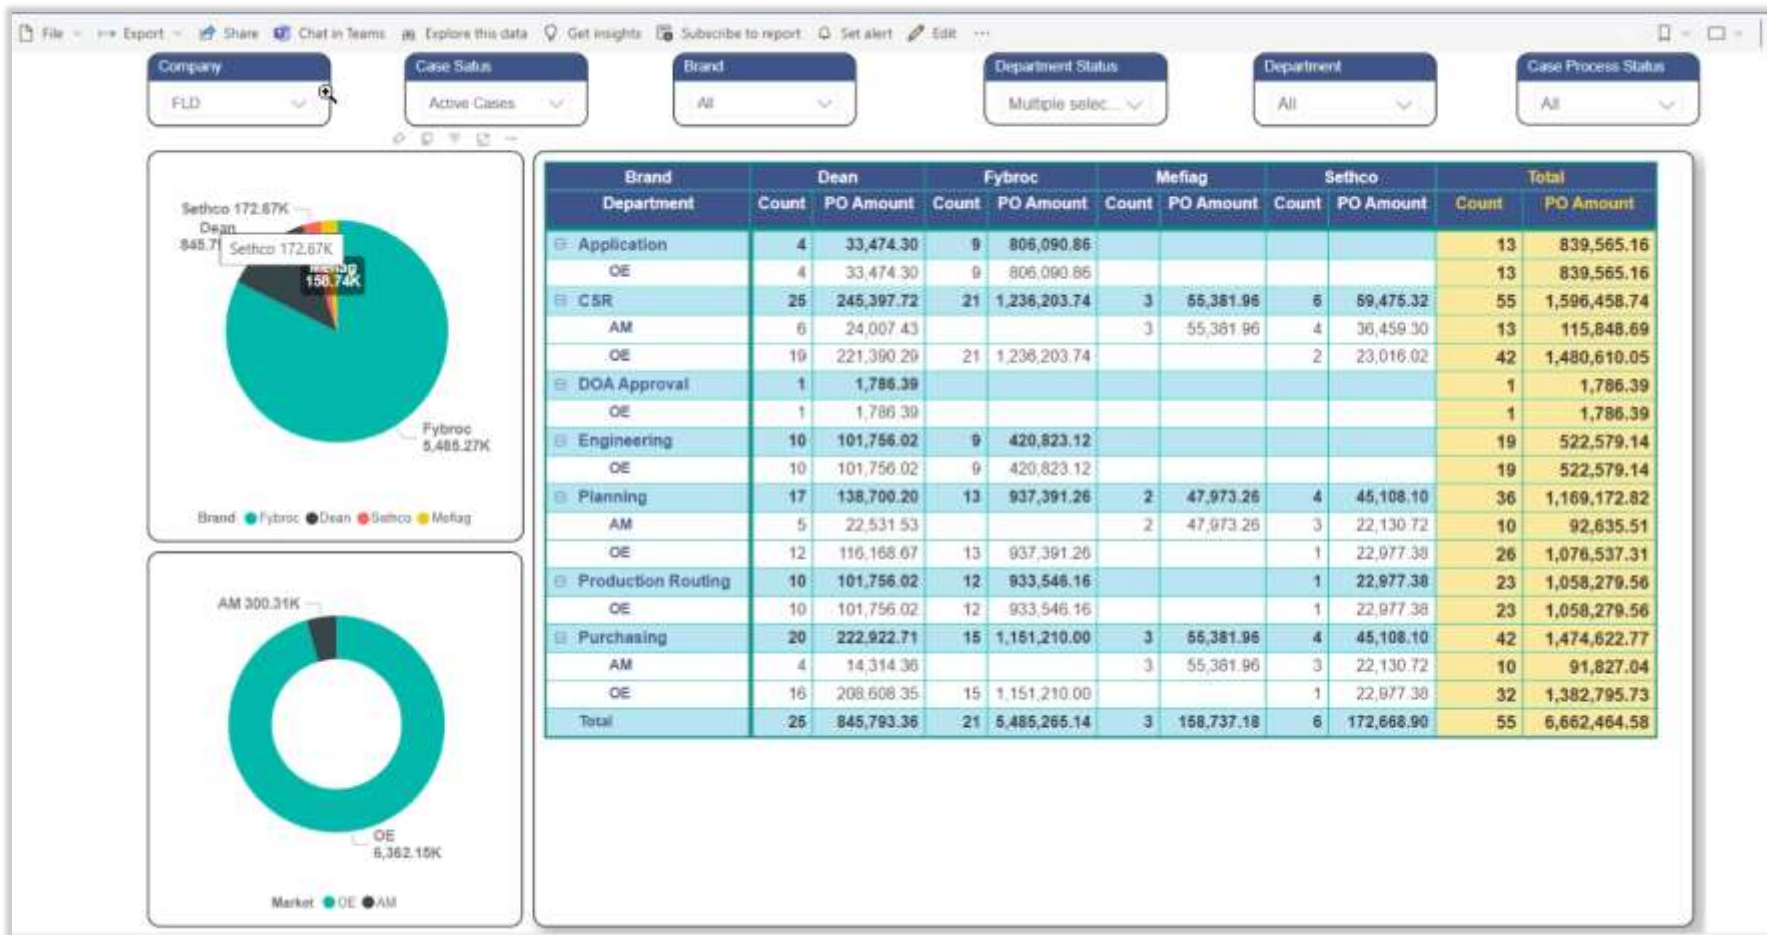 File Export Share Chat in Teams Explore this data Get insights Subscribe to report Set alert Edit ...
Company Case Satus Brand Department Status Department Case Process Status
FLD Active Cases All Multiple selec... All All
Sethco 172.67K
Dean
Sethco 172.67K
Mefiag
158.74K
Fybroc
5,485.27K
Brand Fybroc Dean Sethco Mefiag
AM 300.31K
OE
6,362.15K
Market OE AM
Brand Dean Fybroc Mefiag Sethco Total
Department Count PO Amount Count PO Amount Count PO Amount Count PO Amount Count PO Amount
Application 4 33,474.30 9 806,090.86 13 839,565.16
OE 4 33,474.30 9 806,090.86 13 839,565.16
CSR 25 245,397.72 21 1,236,203.74 3 55,381.96 6 59,475.32 55 1,596,458.74
AM 6 24,007.43 3 55,381.96 4 36,459.30 13 115,848.69
OE 19 221,390.29 21 1,236,203.74 2 23,016.02 42 1,480,610.05
DOA Approval 1 1,786.39 1 1,786.39
OE 1 1,786.39 1 1,786.39
Engineering 10 101,756.02 9 420,823.12 19 522,579.14
OE 10 101,756.02 9 420,823.12 19 522,579.14
Planning 17 138,700.20 13 937,391.26 2 47,973.26 4 45,108.10 36 1,169,172.82
AM 5 22,531.53 2 47,973.26 3 22,130.72 10 92,635.51
OE 12 116,168.67 13 937,391.26 1 22,977.38 26 1,076,537.31
Production Routing 10 101,756.02 12 933,546.16 1 22,977.38 23 1,058,279.56
OE 10 101,756.02 12 933,546.16 1 22,977.38 23 1,058,279.56
Purchasing 20 222,922.71 15 1,151,210.00 3 55,381.96 4 45,108.10 42 1,474,622.77
AM 4 14,314.36 3 55,381.96 3 22,130.72 10 91,827.04
OE 16 208,608.35 15 1,151,210.00 1 22,977.38 32 1,382,795.73
Total 25 845,793.36 21 5,485,265.14 3 158,737.18 6 172,668.90 55 6,662,464.58